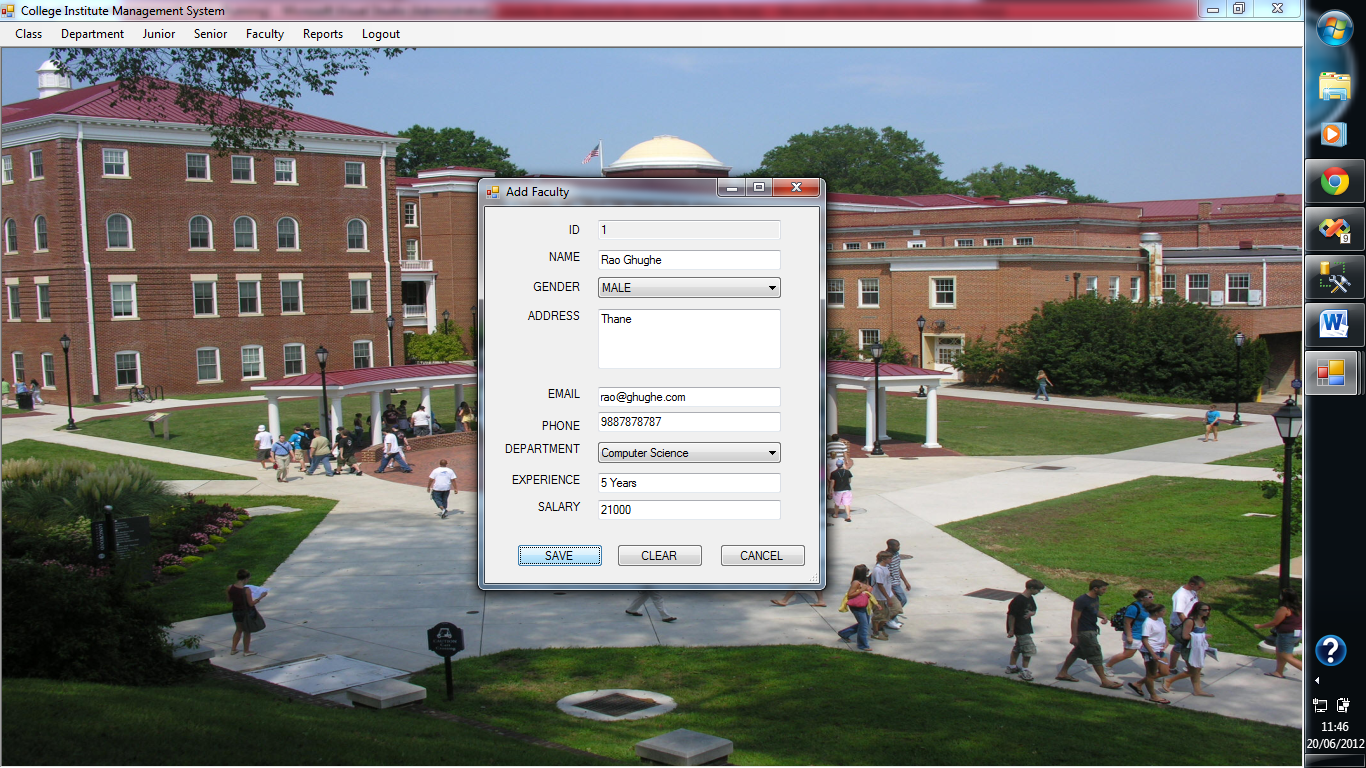 College Institute Management System
Class Department Junior Senior Faculty Reports Logout
Add Faculty
ID 1
NAME Rao Ghughe
GENDER MALE
ADDRESS Thane
EMAIL rao@ghughe.com
PHONE 9887878787
DEPARTMENT Computer Science
EXPERIENCE 5 Years
SALARY 21000
SAVE CLEAR CANCEL
9
W
?
11:46
20/06/2012